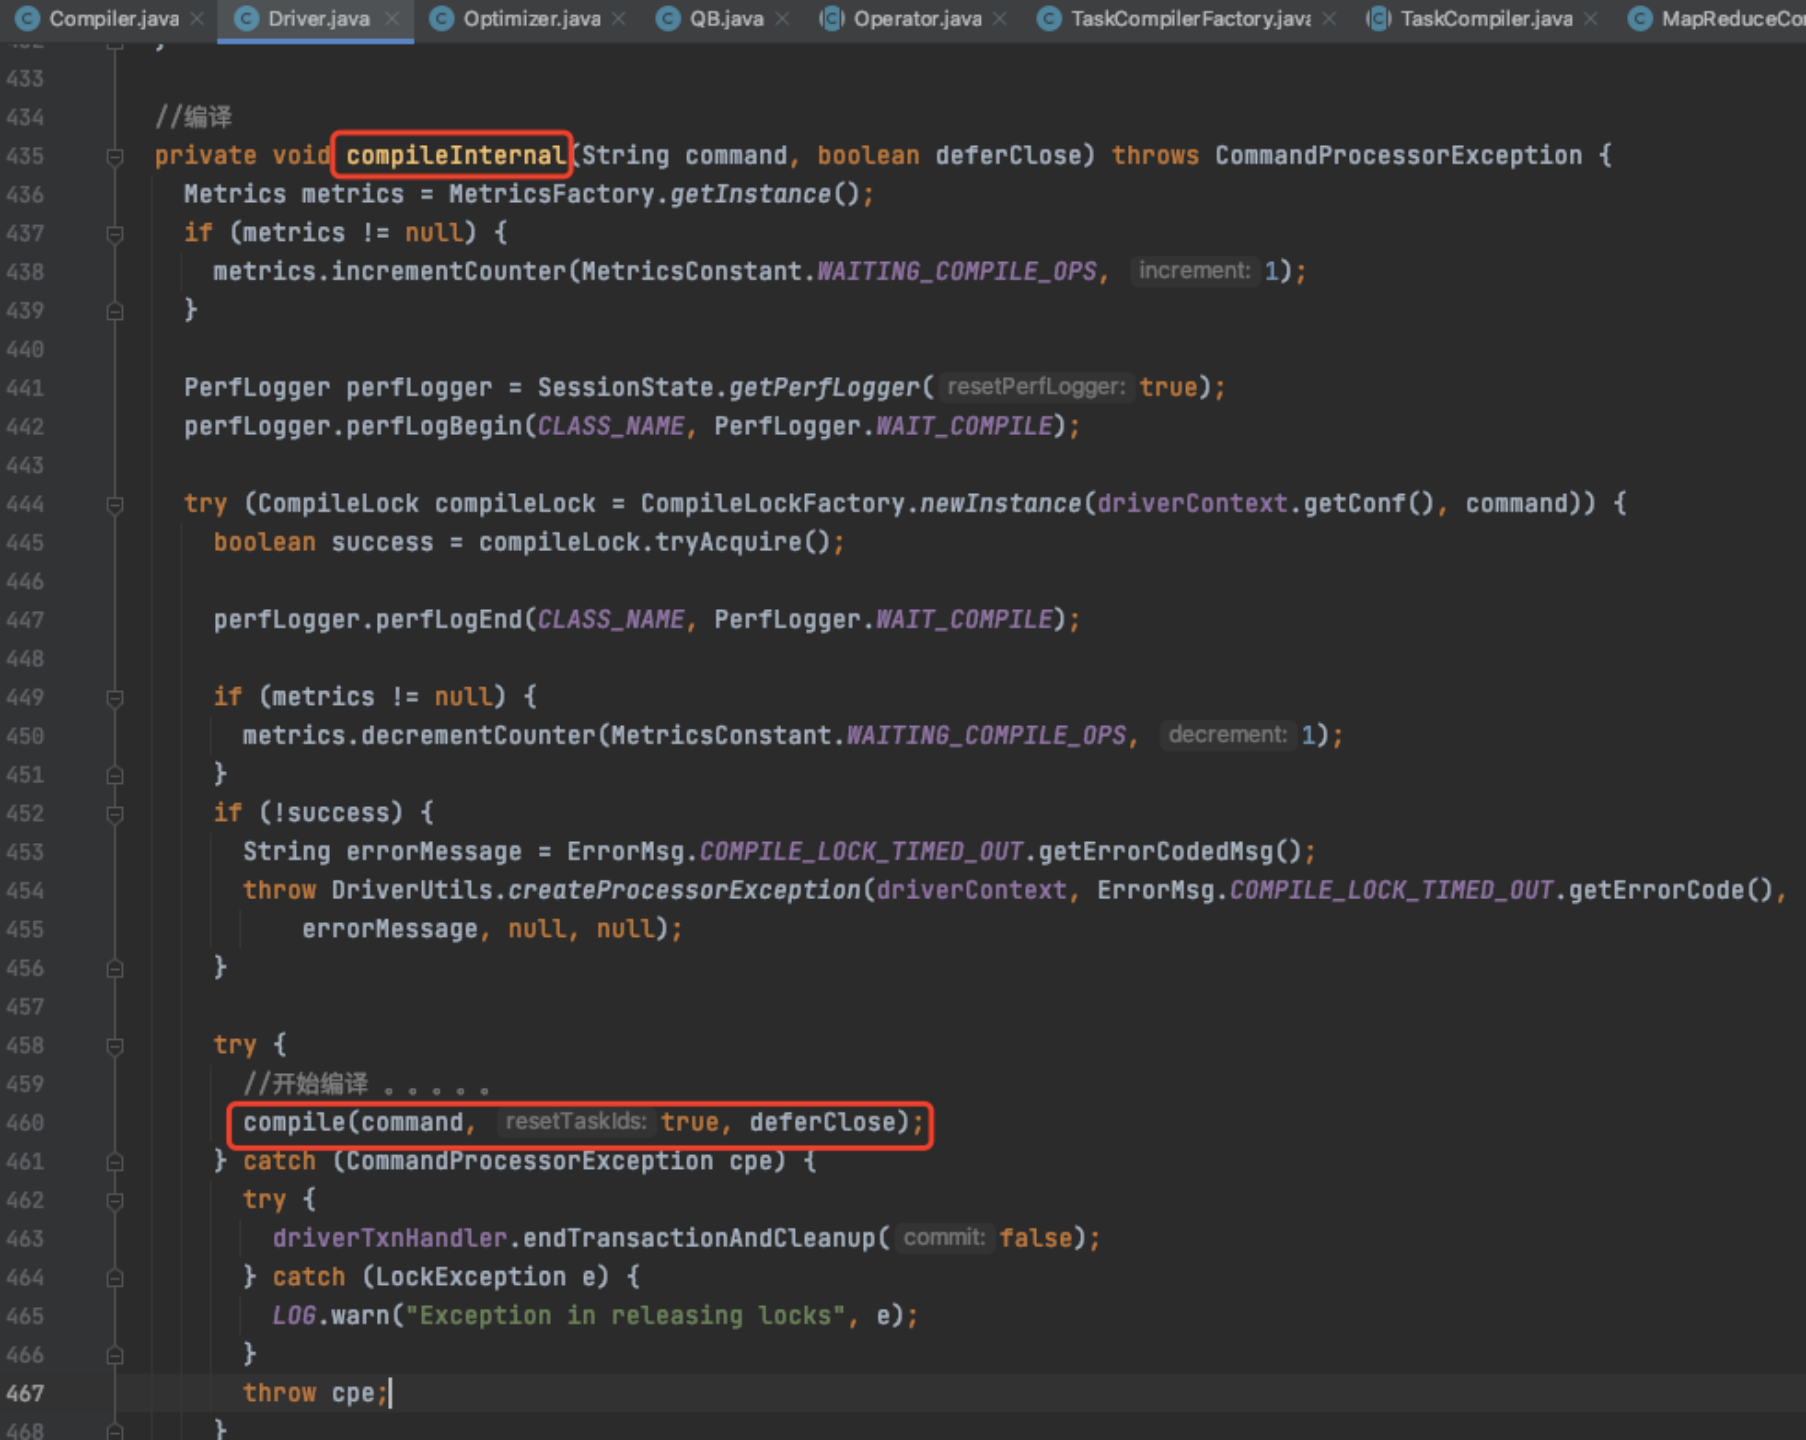 Compiler.java Driver.java Optimizer.java QB.java Operator.java TaskCompilerFactory.java TaskCompiler.java MapReduceCo
432 }
433
434 //编译
435 private void compileInternal(String command, boolean deferClose) throws CommandProcessorException {
436 Metrics metrics = MetricsFactory.getInstance();
437 if (metrics != null) {
438 metrics.incrementCounter(MetricsConstant.WAITING_COMPILE_OPS, increment: 1);
439 }
440
441 PerfLogger perfLogger = SessionState.getPerfLogger( resetPerfLogger: true);
442 perfLogger.perfLogBegin(CLASS_NAME, PerfLogger.WAIT_COMPILE);
443
444 try (CompileLock compileLock = CompileLockFactory.newInstance(driverContext.getConf(), command)) {
445 boolean success = compileLock.tryAcquire();
446
447 perfLogger.perfLogEnd(CLASS_NAME, PerfLogger.WAIT_COMPILE);
448
449 if (metrics != null) {
450 metrics.decrementCounter(MetricsConstant.WAITING_COMPILE_OPS, decrement: 1);
451 }
452 if (!success) {
453 String errorMessage = ErrorMsg.COMPILE_LOCK_TIMED_OUT.getErrorCodedMsg();
454 throw DriverUtils.createProcessorException(driverContext, ErrorMsg.COMPILE_LOCK_TIMED_OUT.getErrorCode(),
455 errorMessage, null, null);
456 }
457
458 try {
459 //开始编译 。。。。。
460 compile(command, resetTaskIds: true, deferClose);
461 } catch (CommandProcessorException cpe) {
462 try {
463 driverTxnHandler.endTransactionAndCleanup( commit: false);
464 } catch (LockException e) {
465 LOG.warn("Exception in releasing locks", e);
466 }
467 throw cpe;
468 }